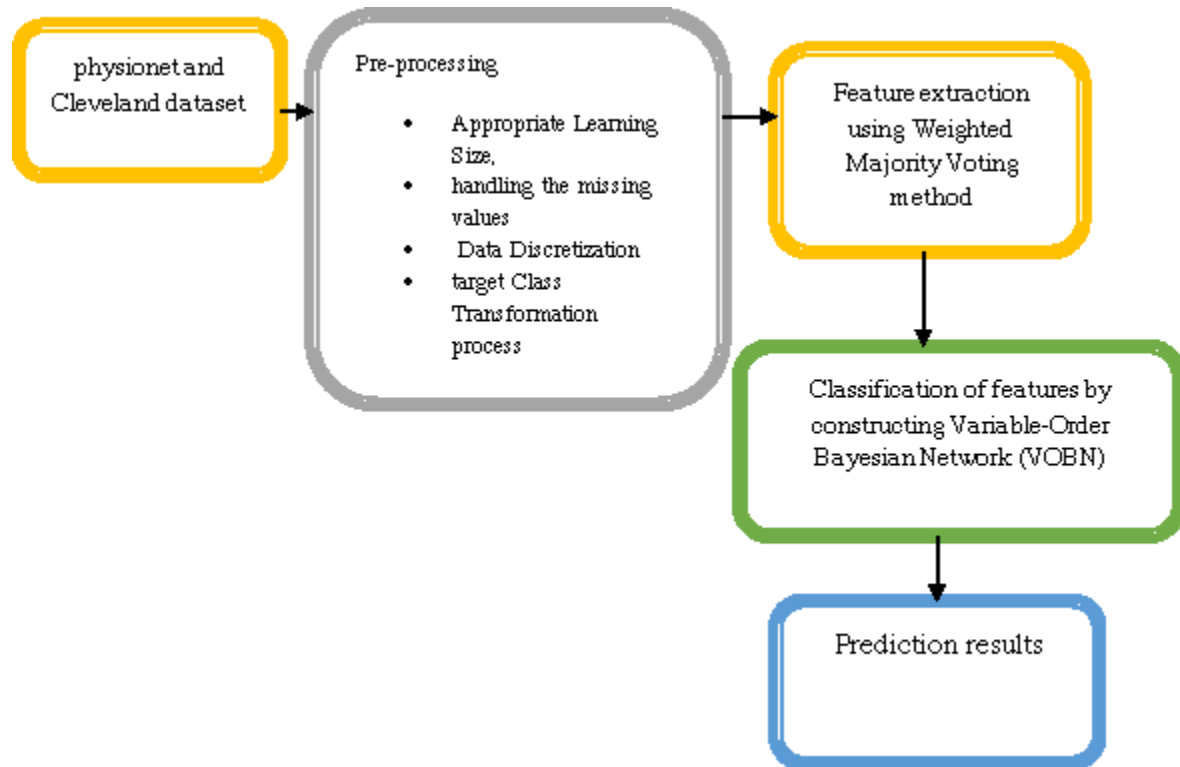 physionet and
Cleveland dataset
Pre-processing
• Appropriate Learning
Size,
• handling the missing
values
• Data Discretization
• target Class
Transformation
process
Feature extraction
using Weighted
Majority Voting
method
Classification of features by
constructing Variable-Order
Bayesian Network (VOBN)
Prediction results